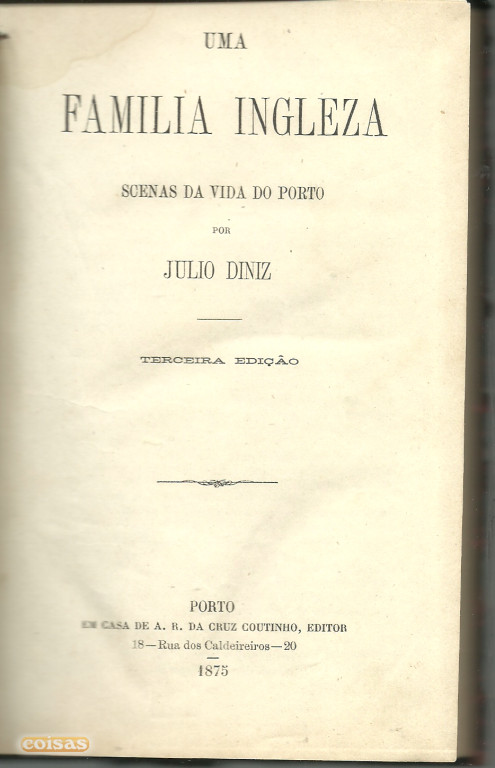 UMA
FAMILIA INGLEZA
SCENAS DA VIDA DO PORTO
POR
JULIO DINIZ
TERCEIRA EDIÇÃO
PORTO
EM CASA DE A. R. DA CRUZ COUTINHO, EDITOR
18—Rua dos Caldeireiros—20
1875
coisas